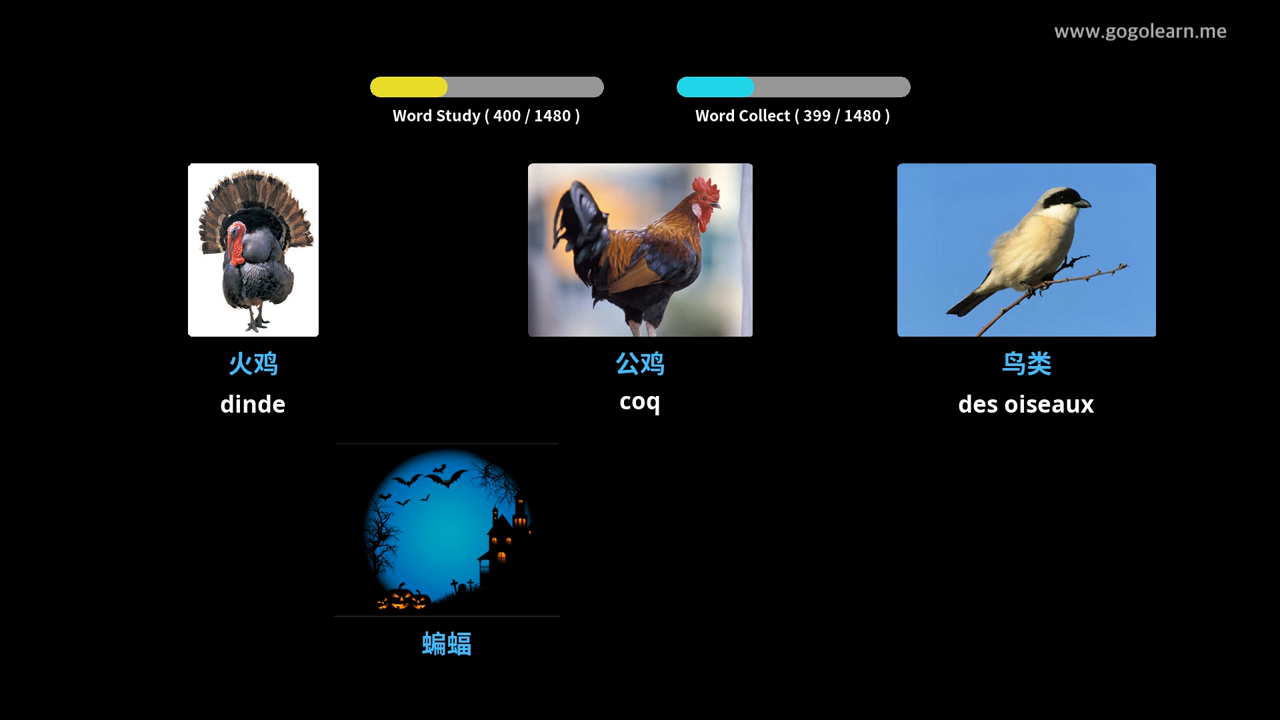 www.gogolearn.me
Word Study ( 400 / 1480 )
Word Collect ( 399 / 1480 )
火鸡
dinde
公鸡
coq
鸟类
des oiseaux
蝙蝠